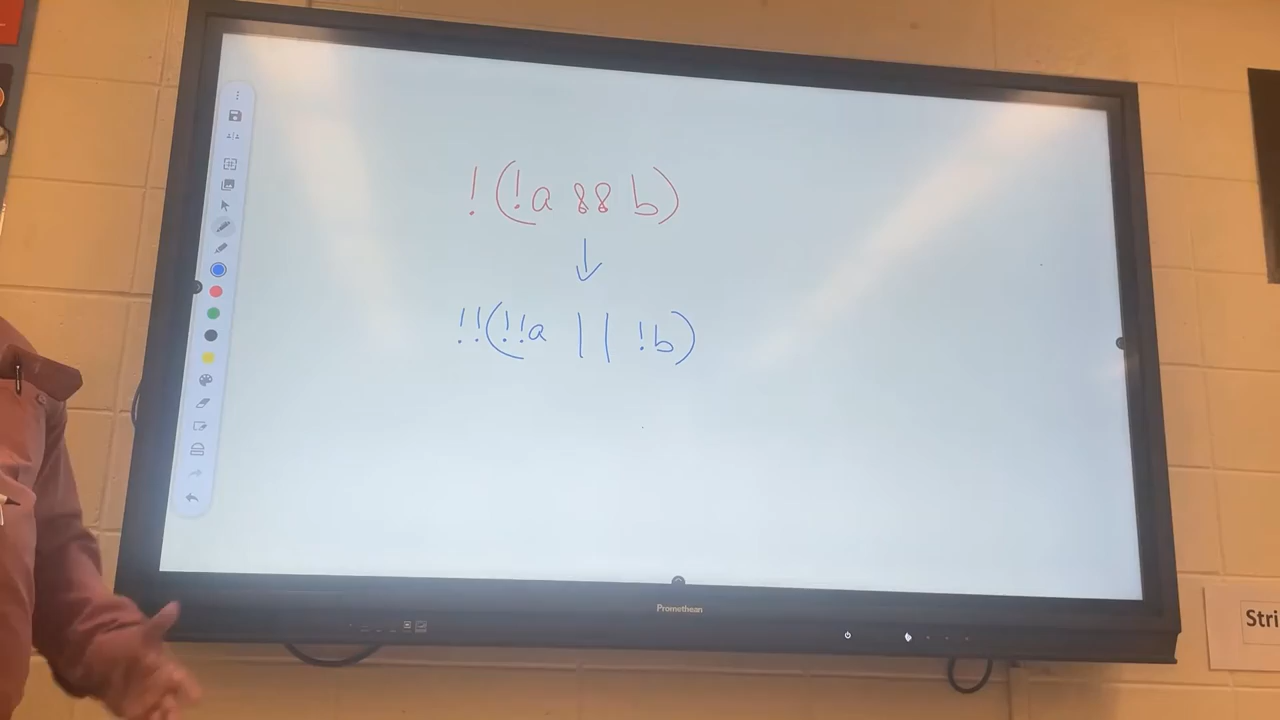 !(!a && b)
↓
!!(!!a || !b)
Promethean
Stri